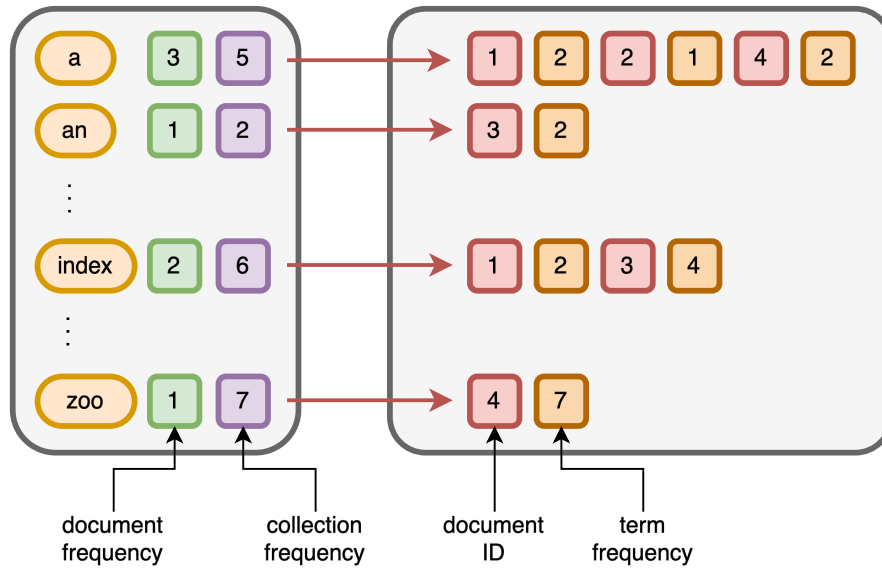 a 3 5 1 2 2 1 4 2
an 1 2 3 2
index 2 6 1 2 3 4
zoo 1 7 4 7
document frequency
collection frequency
document ID
term frequency